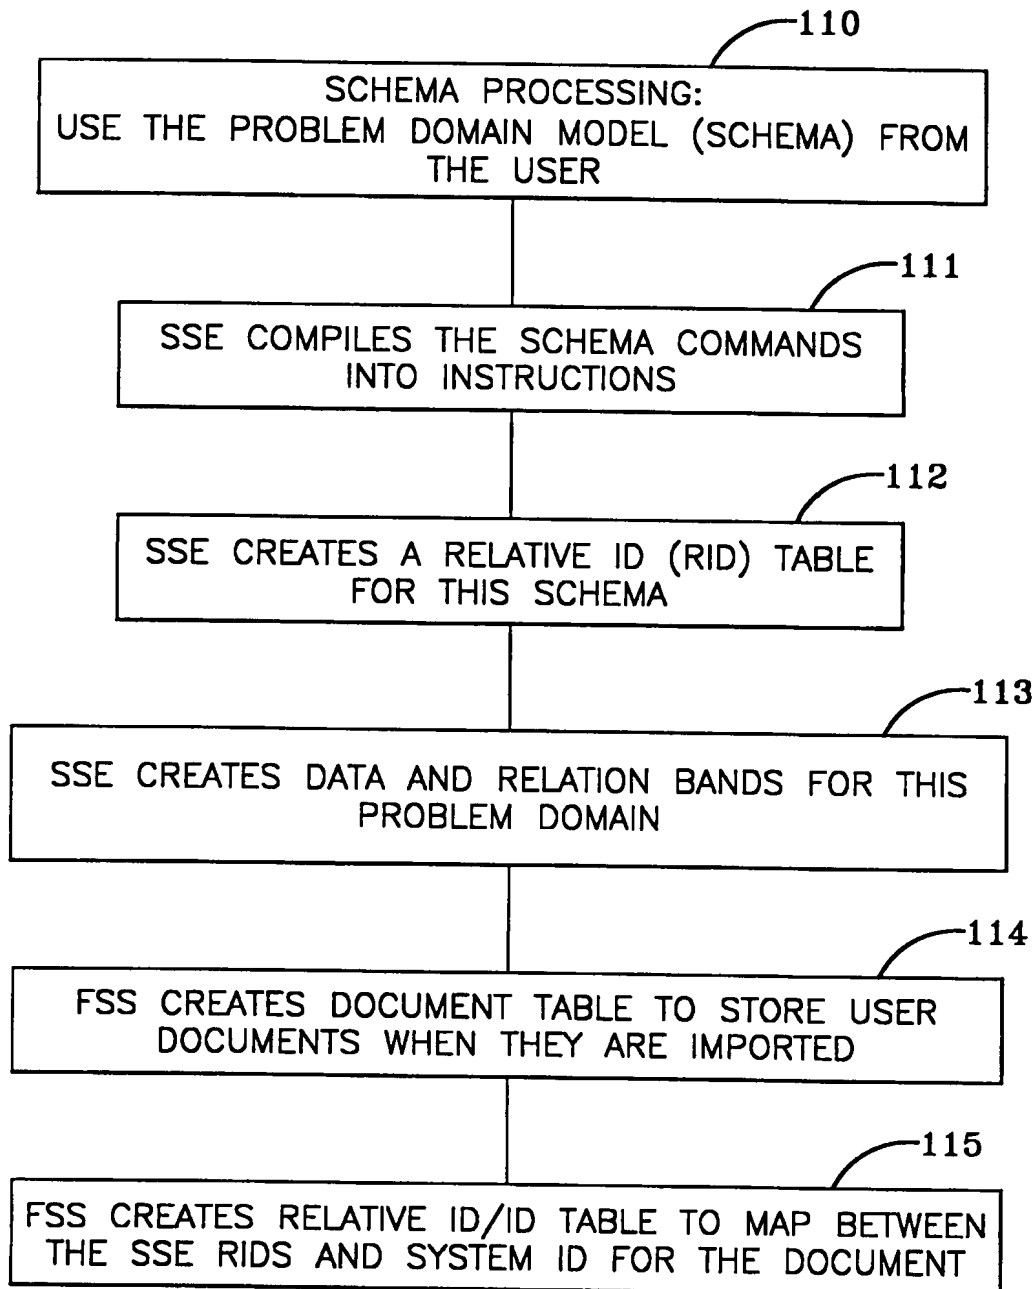 110
SCHEMA PROCESSING:
USE THE PROBLEM DOMAIN MODEL (SCHEMA) FROM
THE USER
111
SSE COMPILES THE SCHEMA COMMANDS
INTO INSTRUCTIONS
112
SSE CREATES A RELATIVE ID (RID) TABLE
FOR THIS SCHEMA
113
SSE CREATES DATA AND RELATION BANDS FOR THIS
PROBLEM DOMAIN
114
FSS CREATES DOCUMENT TABLE TO STORE USER
DOCUMENTS WHEN THEY ARE IMPORTED
115
FSS CREATES RELATIVE ID/ID TABLE TO MAP BETWEEN
THE SSE RIDS AND SYSTEM ID FOR THE DOCUMENT